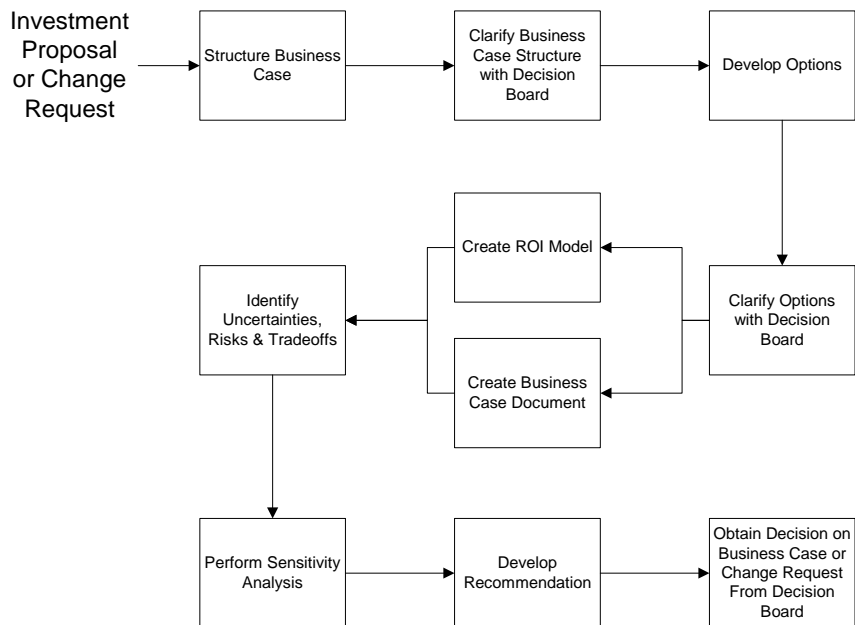 Investment
Proposal
or Change
Request
Structure Business
Case
Clarify Business
Case Structure
with Decision
Board
Develop Options
Create ROI Model
Identify
Uncertainties,
Risks & Tradeoffs
Clarify Options
with Decision
Board
Create Business
Case Document
Perform Sensitivity
Analysis
Develop
Recommendation
Obtain Decision on
Business Case or
Change Request
From Decision
Board